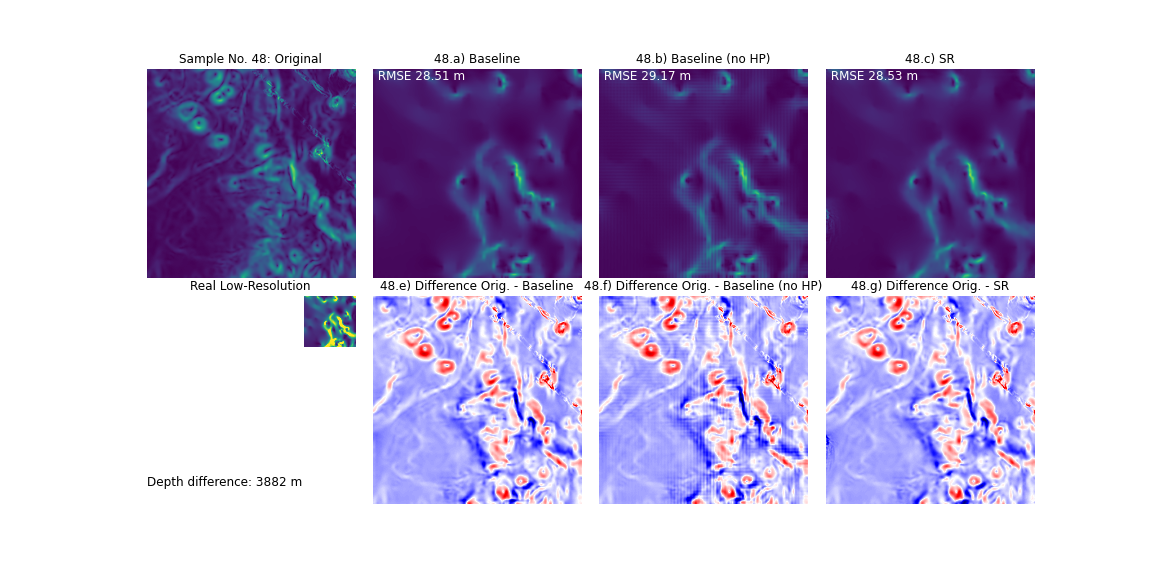 Sample No. 48: Original
48.a) Baseline
48.b) Baseline (no HP)
48.c) SR
RMSE 28.51 m
RMSE 29.17 m
RMSE 28.53 m
Real Low-Resolution
48.e) Difference Orig. - Baseline
48.f) Difference Orig. - Baseline (no HP)
48.g) Difference Orig. - SR
Depth difference: 3882 m